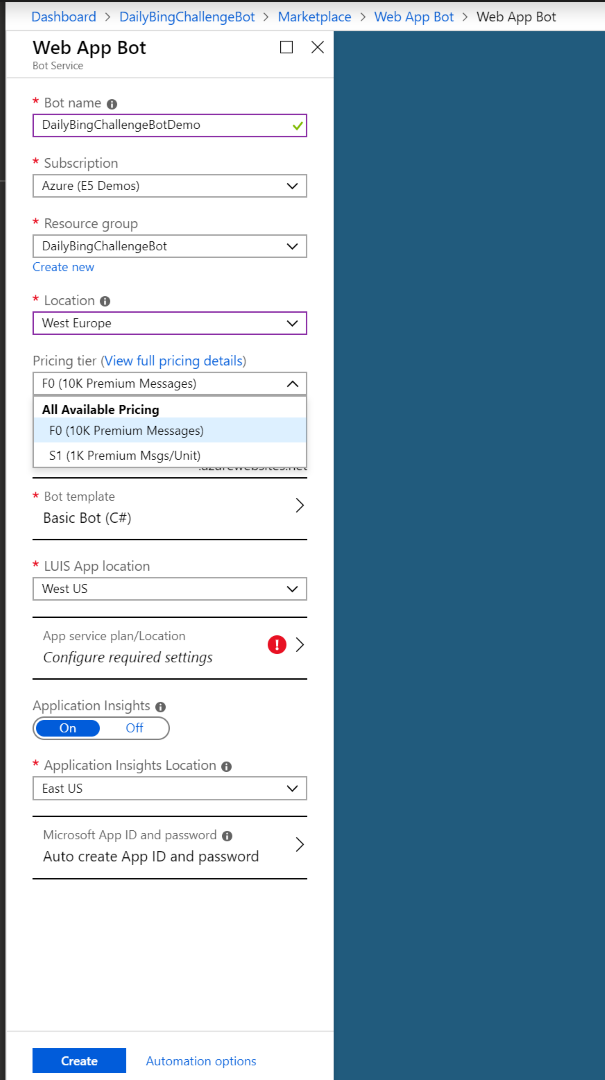 Dashboard > DailyBingChallengeBot > Marketplace > Web App Bot > Web App Bot
Web App Bot
Bot Service
* Bot name
DailyBingChallengeBotDemo
* Subscription
Azure (E5 Demos)
* Resource group
DailyBingChallengeBot
Create new
* Location
West Europe
Pricing tier (View full pricing details)
F0 (10K Premium Messages)
All Available Pricing
F0 (10K Premium Messages)
S1 (1K Premium Msgs/Unit)
.azurewebsites.net
* Bot template
Basic Bot (C#)
* LUIS App location
West US
App service plan/Location
Configure required settings
Application Insights
On Off
* Application Insights Location
East US
Microsoft App ID and password
Auto create App ID and password
Create Automation options